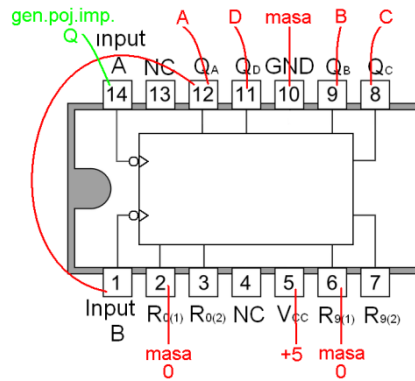 gen.poj.imp.
Q input A D masa B C
A NC QA QD GND QB QC
14 13 12 11 10 9 8
1 2 3 4 5 6 7
Input R0(1) R0(2) NC VCC R9(1) R9(2)
B
masa +5 masa
0 0